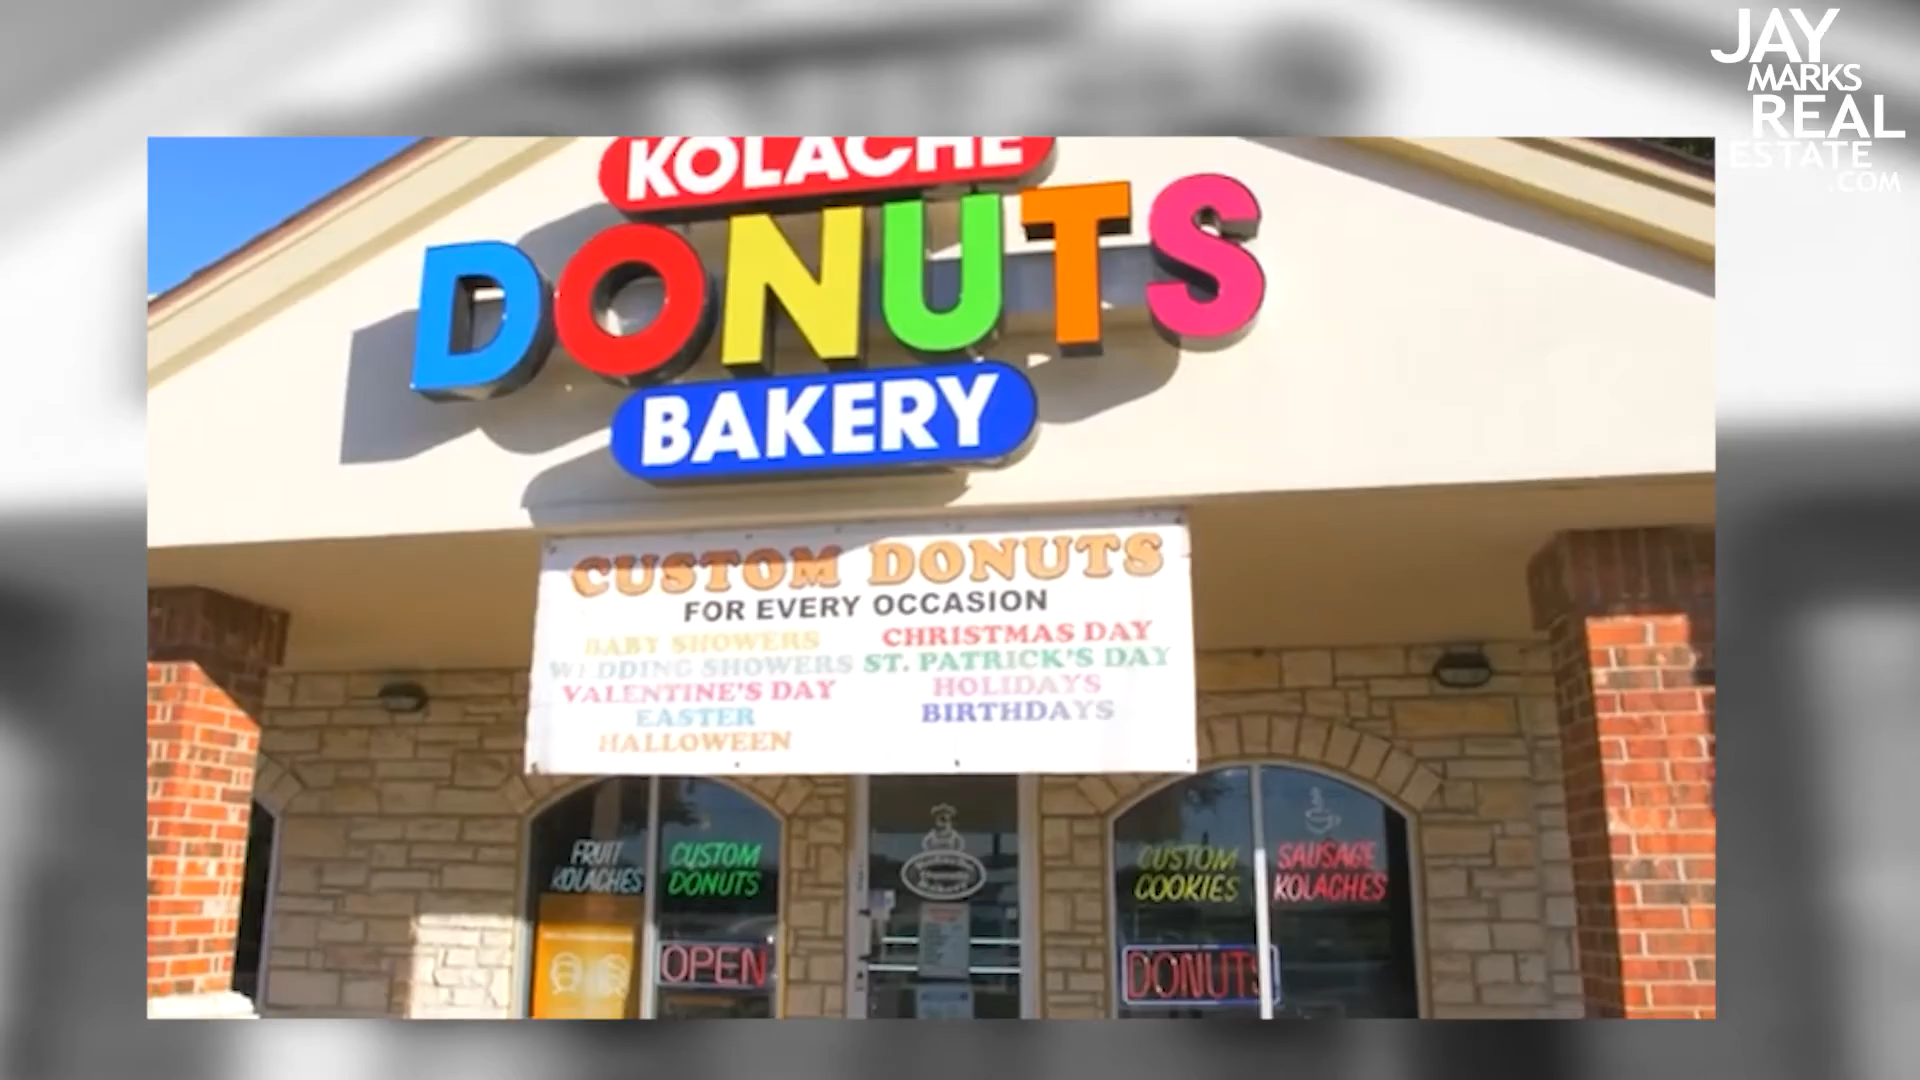 JAY
MARKS
REAL
ESTATE
.COM
KOLACHE
DONUTS
BAKERY
CUSTOM DONUTS
FOR EVERY OCCASION
BABY SHOWERS
WEDDING SHOWERS
VALENTINE'S DAY
EASTER
HALLOWEEN
CHRISTMAS DAY
ST. PATRICK'S DAY
HOLIDAYS
BIRTHDAYS
FRUIT
KOLACHES
CUSTOM
DONUTS
OPEN
CUSTOM
COOKIES
SAUSAGE
KOLACHES
DONUTS